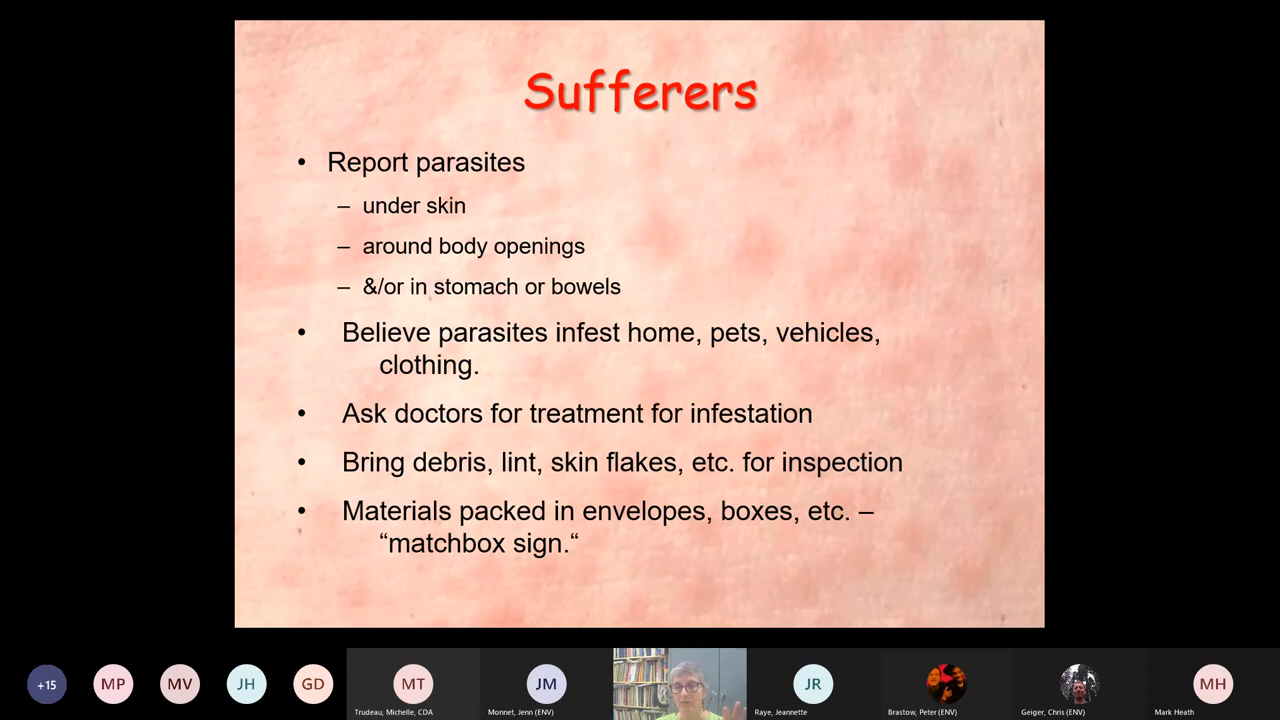 Sufferers
• Report parasites
– under skin
– around body openings
– &/or in stomach or bowels
• Believe parasites infest home, pets, vehicles,
clothing.
• Ask doctors for treatment for infestation
• Bring debris, lint, skin flakes, etc. for inspection
• Materials packed in envelopes, boxes, etc. –
“matchbox sign.“
+15
MP
MV
JH
GD
MT
JM
JR
MH
Trudeau, Michelle, CDA
Monnet, Jenn (ENV)
Raye, Jeannette
Brastow, Peter (ENV)
Geiger, Chris (ENV)
Mark Heath